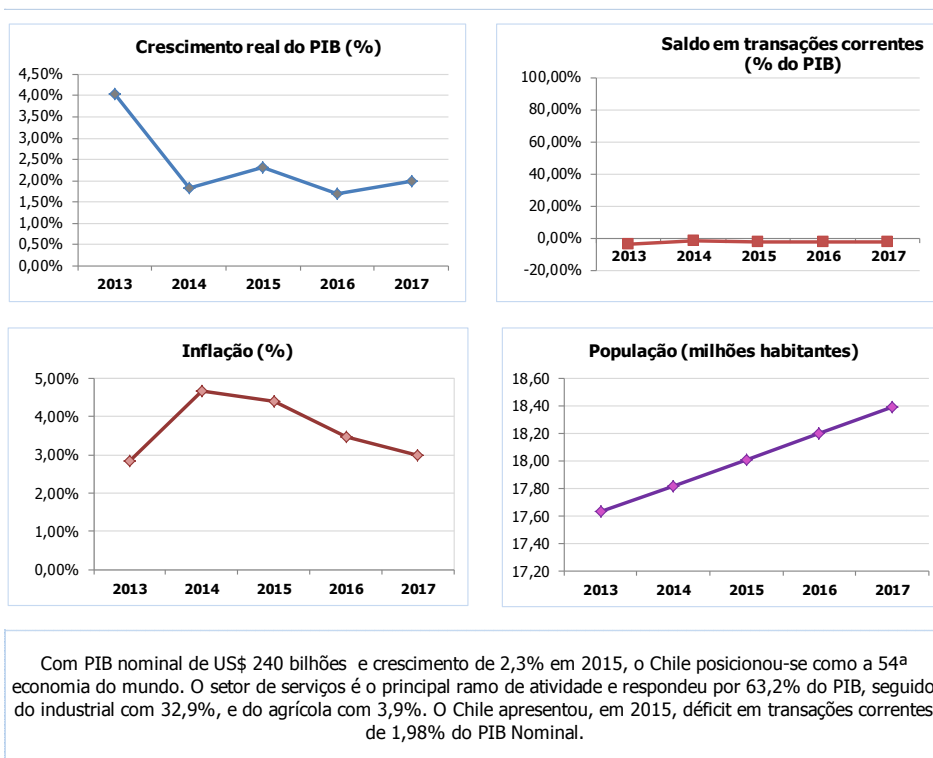 Crescimento real do PIB (%)
4,50%
4,00%
3,50%
3,00%
2,50%
2,00%
1,50%
1,00%
0,50%
0,00%
2013 2014 2015 2016 2017
Saldo em transações correntes
(% do PIB)
100,00%
80,00%
60,00%
40,00%
20,00%
0,00%
-20,00%
2013 2014 2015 2016 2017
Inflação (%)
5,00%
4,00%
3,00%
2,00%
1,00%
0,00%
2013 2014 2015 2016 2017
População (milhões habitantes)
18,60
18,40
18,20
18,00
17,80
17,60
17,40
17,20
2013 2014 2015 2016 2017
Com PIB nominal de US$ 240 bilhões e crescimento de 2,3% em 2015, o Chile posicionou-se como a 54ª
economia do mundo. O setor de serviços é o principal ramo de atividade e respondeu por 63,2% do PIB, seguido
do industrial com 32,9%, e do agrícola com 3,9%. O Chile apresentou, em 2015, déficit em transações correntes
de 1,98% do PIB Nominal.